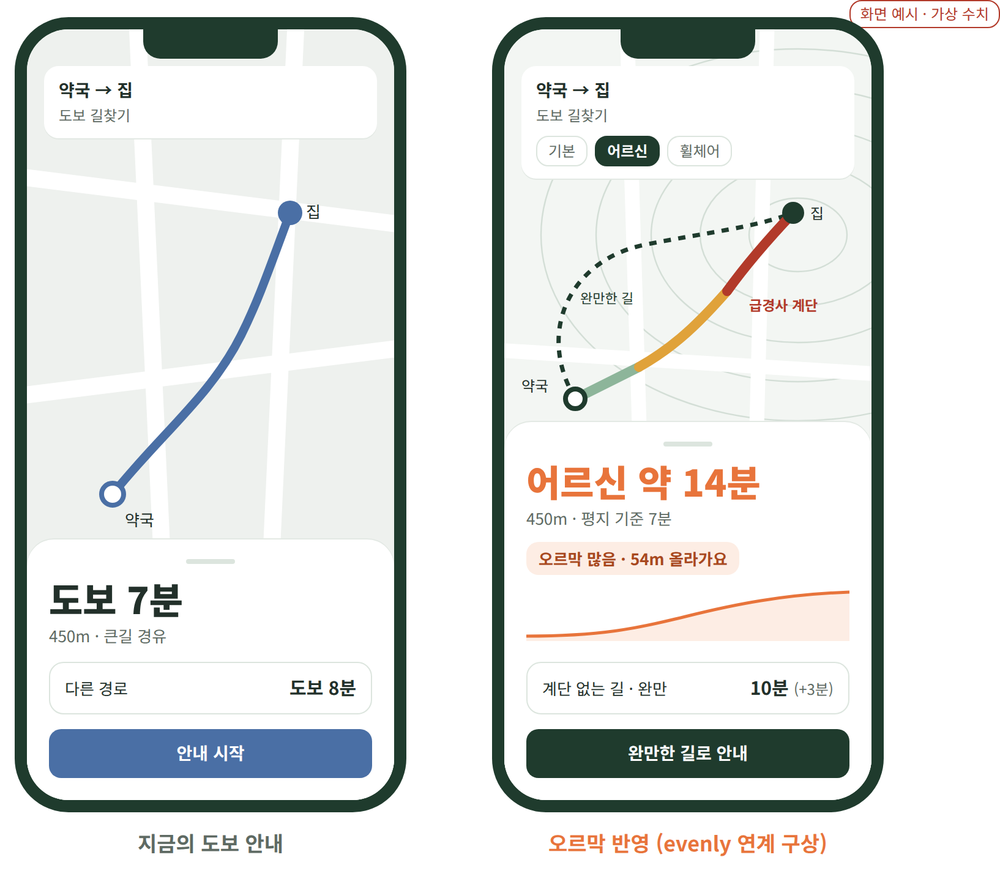 화면 예시 · 가상 수치
약국 → 집
도보 길찾기
집
약국
도보 7분
450m · 큰길 경유
다른 경로 도보 8분
안내 시작
지금의 도보 안내
약국 → 집
도보 길찾기
기본 어르신 휠체어
집
완만한 길
급경사 계단
약국
어르신 약 14분
450m · 평지 기준 7분
오르막 많음 · 54m 올라가요
계단 없는 길 · 완만 10분 (+3분)
완만한 길로 안내
오르막 반영 (evenly 연계 구상)